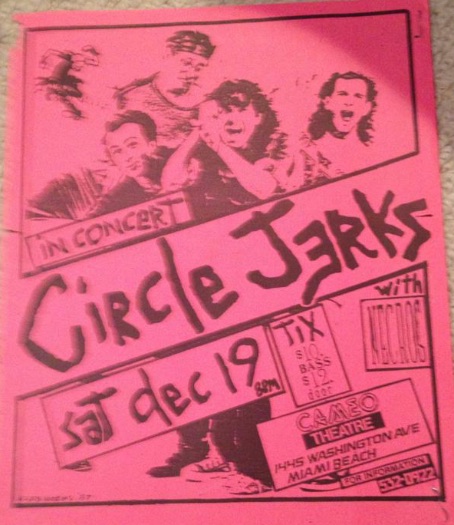 in CONCERT
CiRclE JERKS
with
NECROS
Sat dec 19
8PM
TiX
$10
BASS
$12
door
CAMEO
THEATRE
1445 WASHINGTON AVE
MIAMI BEACH
FOR INFORMATION